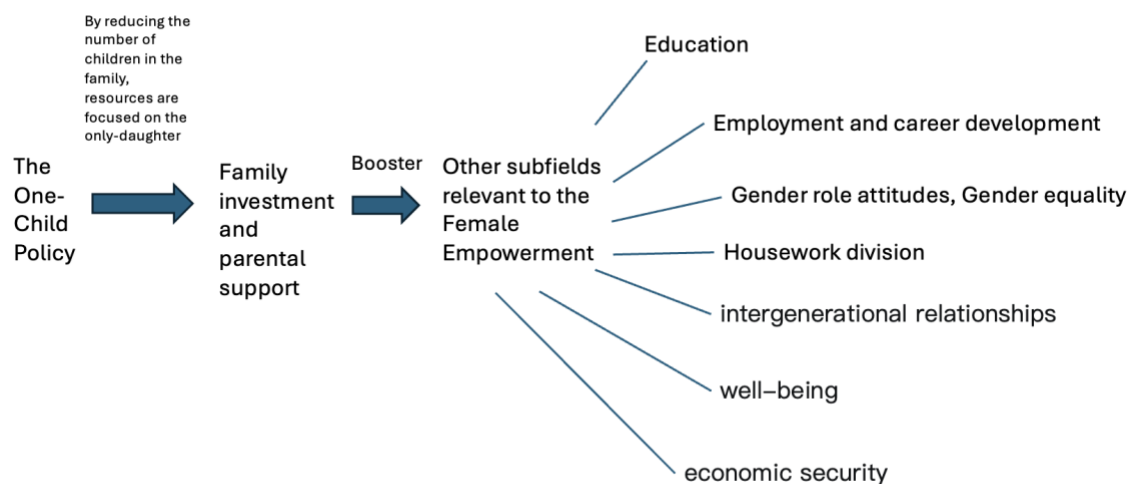 By reducing the
number of
children in the
family,
resources are
focused on the
only-daughter
The
One-
Child
Policy
Family
investment
and
parental
support
Booster
Other subfields
relevant to the
Female
Empowerment
Education
Employment and career development
Gender role attitudes, Gender equality
Housework division
intergenerational relationships
well-being
economic security